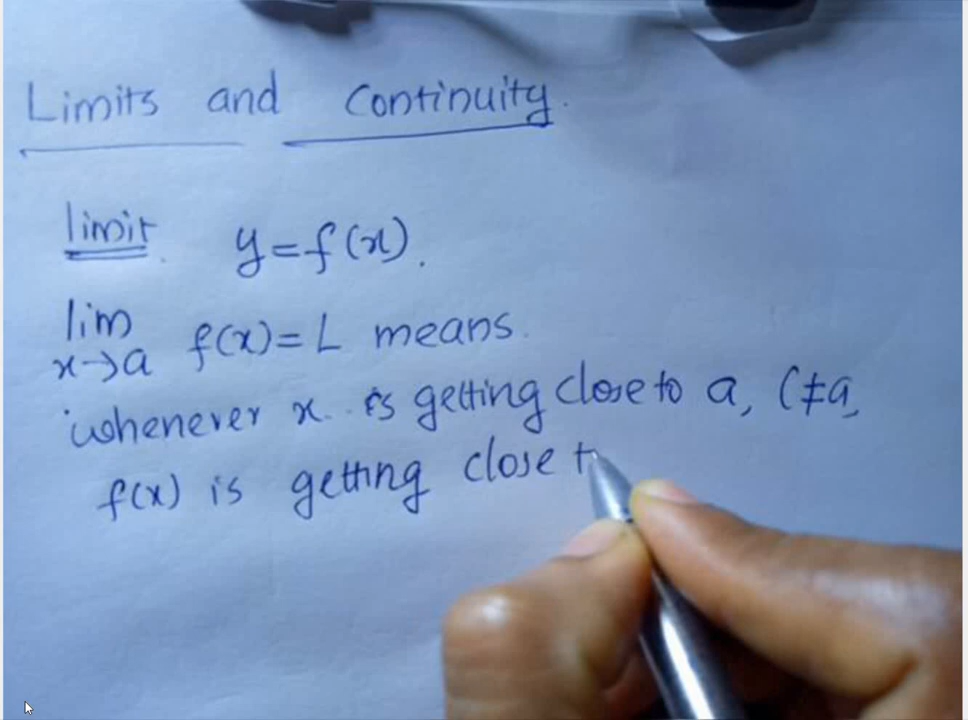 Limits and Continuity.
limit y=f(x).
lim x→a f(x)=L means.
whenever x is getting close to a, (≠a,
f(x) is getting close t